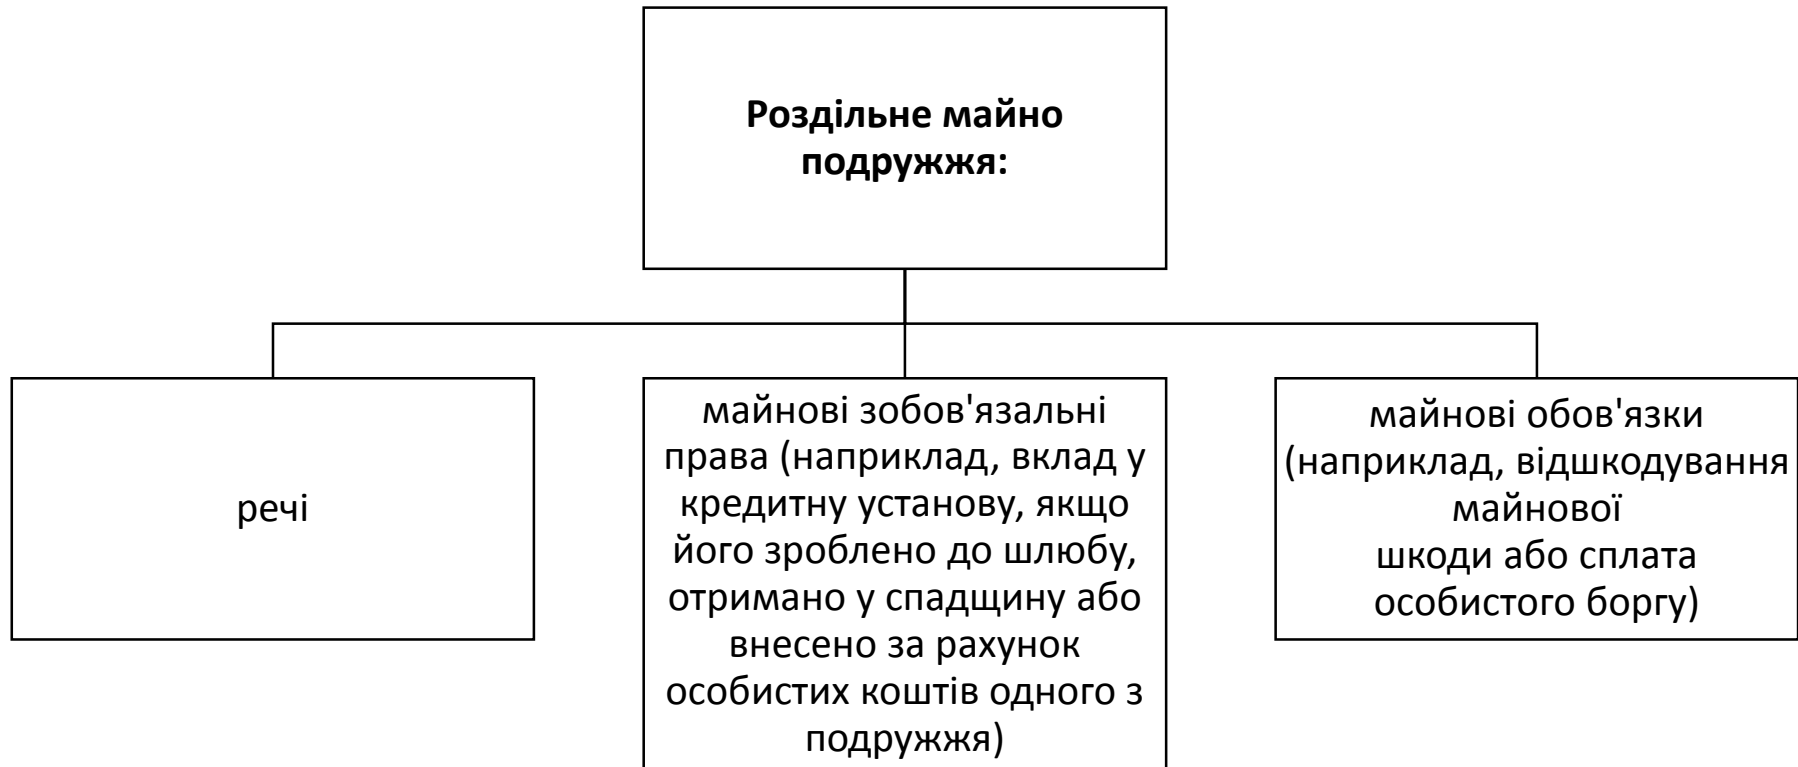 Роздільне майно
подружжя:
речі
майнові зобов'язальні
права (наприклад, вклад у
кредитну установу, якщо
його зроблено до шлюбу,
отримано у спадщину або
внесено за рахунок
особистих коштів одного з
подружжя)
майнові обов'язки
(наприклад, відшкодування
майнової
шкоди або сплата
особистого боргу)